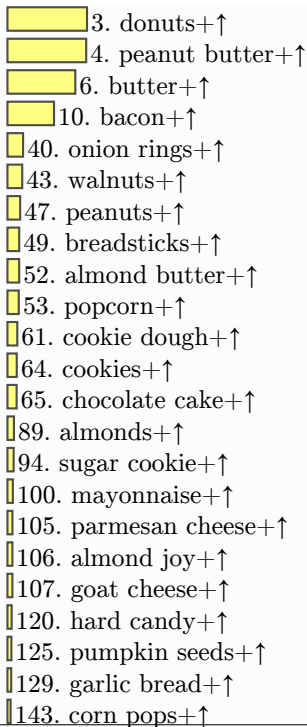 3. donuts+↑
4. peanut butter+↑
6. butter+↑
10. bacon+↑
40. onion rings+↑
43. walnuts+↑
47. peanuts+↑
49. breadsticks+↑
52. almond butter+↑
53. popcorn+↑
61. cookie dough+↑
64. cookies+↑
65. chocolate cake+↑
89. almonds+↑
94. sugar cookie+↑
100. mayonnaise+↑
105. parmesan cheese+↑
106. almond joy+↑
107. goat cheese+↑
120. hard candy+↑
125. pumpkin seeds+↑
129. garlic bread+↑
143. corn pops+↑